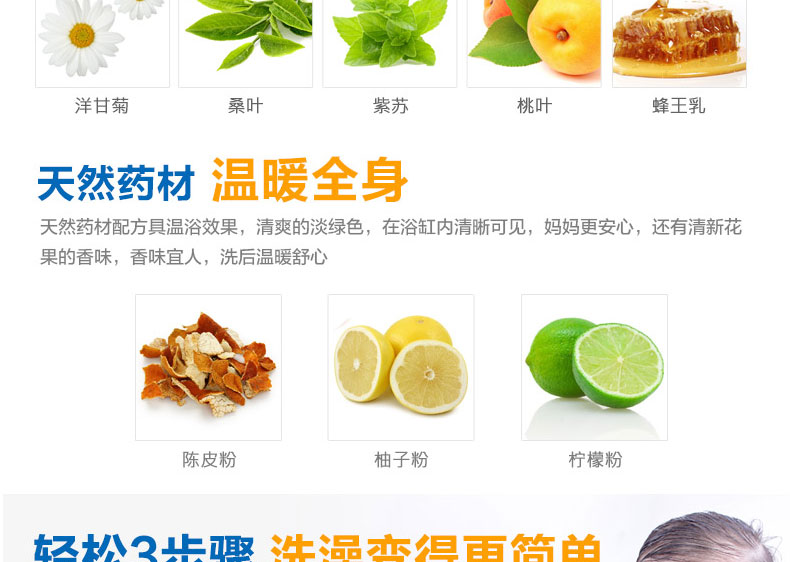 洋甘菊 桑叶 紫苏 桃叶 蜂王乳
天然药材 温暖全身
天然药材配方具温浴效果，清爽的淡绿色，在浴缸内清晰可见，妈妈更安心，还有清新花
果的香味，香味宜人，洗后温暖舒心
陈皮粉 柚子粉 柠檬粉
轻松3步骤 洗澡变得更简单